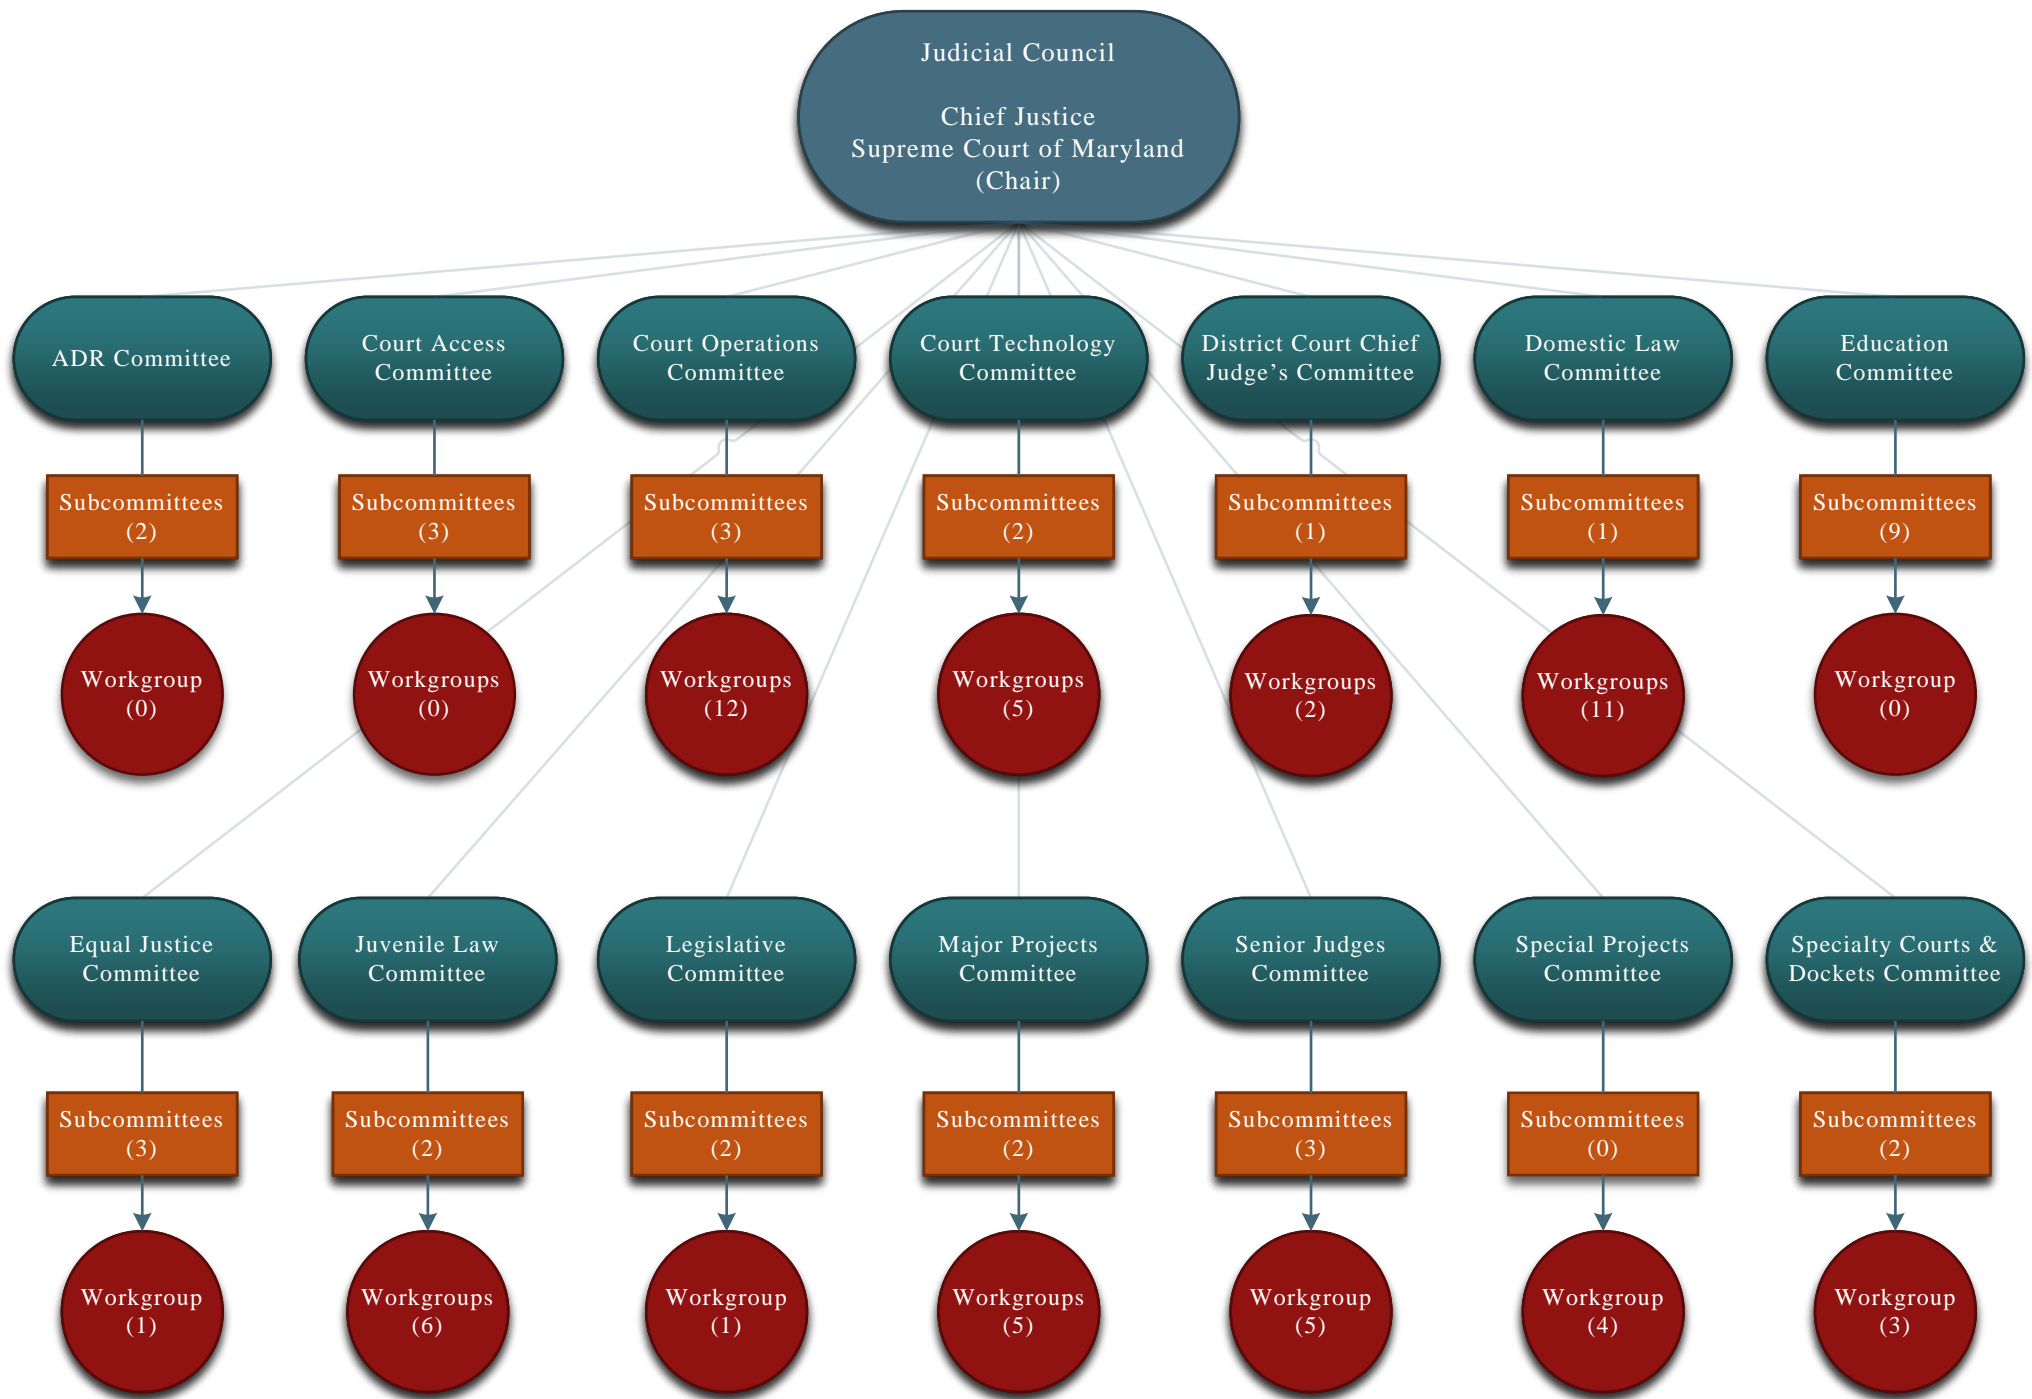 Judicial Council
Chief Justice
Supreme Court of Maryland
(Chair)
ADR Committee
Court Access
Committee
Court Operations
Committee
Court Technology
Committee
District Court Chief
Judge’s Committee
Domestic Law
Committee
Education
Committee
Subcommittees
(2)
Subcommittees
(3)
Subcommittees
(3)
Subcommittees
(2)
Subcommittees
(1)
Subcommittees
(1)
Subcommittees
(9)
Workgroup
(0)
Workgroups
(0)
Workgroups
(12)
Workgroups
(5)
Workgroups
(2)
Workgroups
(11)
Workgroup
(0)
Equal Justice
Committee
Juvenile Law
Committee
Legislative
Committee
Major Projects
Committee
Senior Judges
Committee
Special Projects
Committee
Specialty Courts &
Dockets Committee
Subcommittees
(3)
Subcommittees
(2)
Subcommittees
(2)
Subcommittees
(2)
Subcommittees
(3)
Subcommittees
(0)
Subcommittees
(2)
Workgroup
(1)
Workgroups
(6)
Workgroup
(1)
Workgroups
(5)
Workgroup
(5)
Workgroup
(4)
Workgroup
(3)